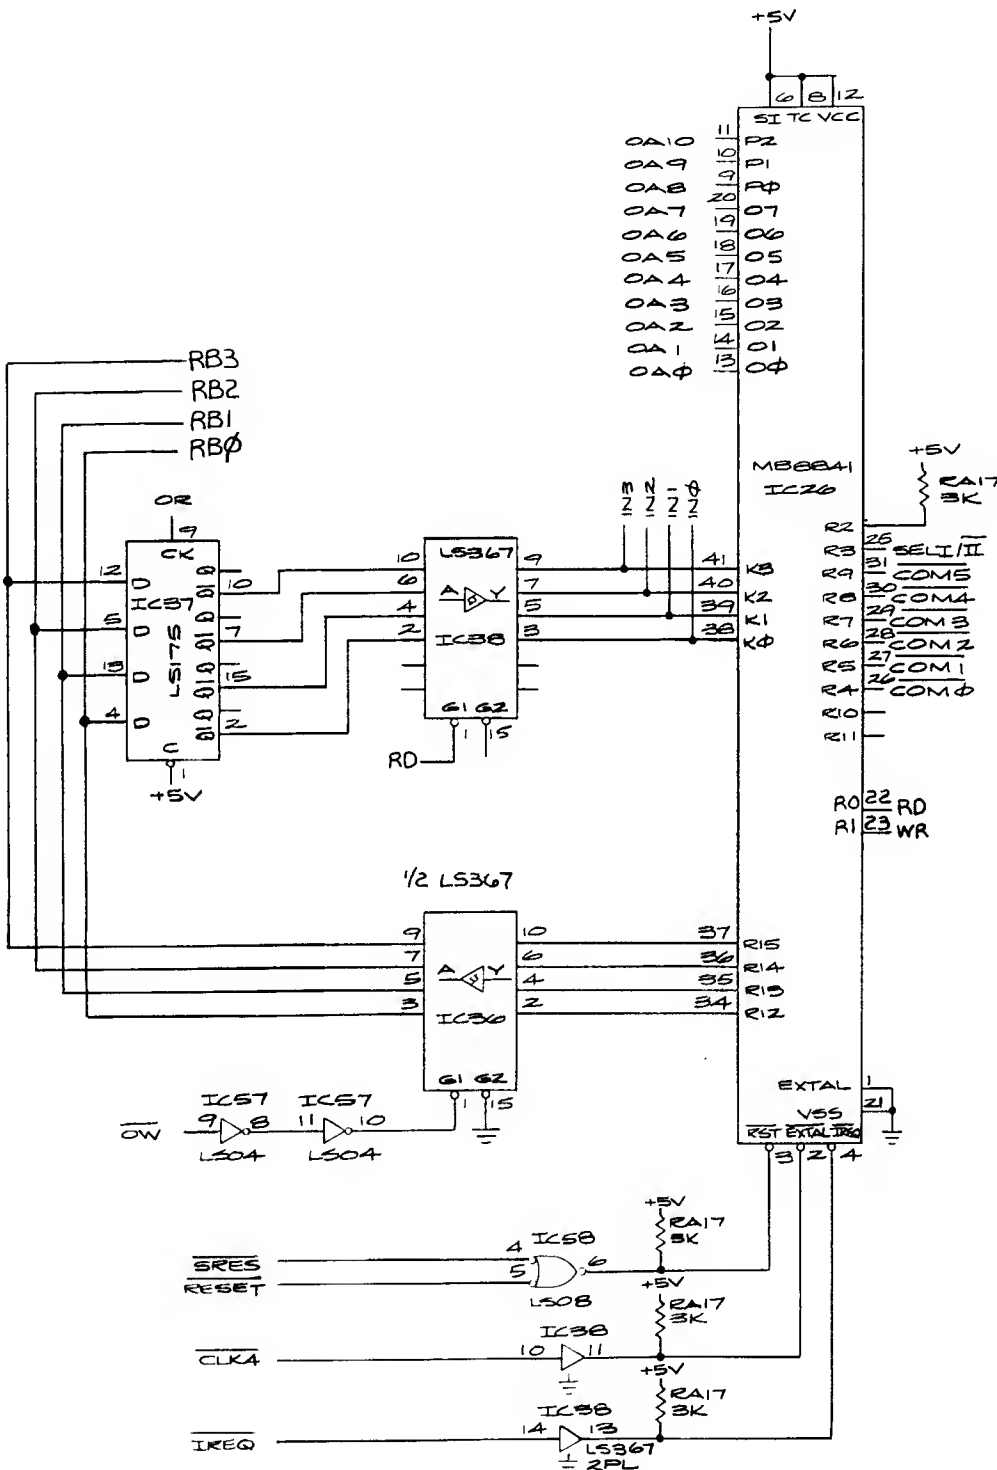 +5V
6 8 12
SI TC VCC
OA10 11 P2
OA9 10 P1
OA8 9 PØ
OA7 20 O7
OA6 19 O6
OA5 18 O5
OA4 17 O4
OA3 16 O3
OA2 15 O2
OA1 14 O1
OAØ 13 OØ
RB3
RB2
RB1
RBØ
MB8841
IC26
+5V
RA17
3K
R2
R3 25 SELI/II
R9 31 COM5
R8 30 COM4
R7 29 COM3
R6 28 COM2
R5 27 COM1
R4 26 COMØ
R10
R11
R0 22 RD
R1 23 WR
IN3
IN2
IN1
INØ
OR
9
CK
12 D Q
Q 10
IC37
5 D Q
Q 7
LS175
13 D Q
Q 15
4 D Q
Q 2
C
1
+5V
LS367
10 9 41 K3
6 A Y 7 40 K2
4 5 39 K1
2 IC38 3 38 KØ
G1 G2
1 15
RD
1/2 LS367
9 10 37 R15
7 A Y 6 36 R14
5 4 35 R13
3 IC36 2 34 R12
G1 G2
1 15
IC57 IC57
OW 9 8 11 10
LS04 LS04
EXTAL 1
21
VSS
RST EXTAL IRQ
3 2 4
+5V
RA17
3K
IC58
SRES 4
RESET 5 6
LS08
+5V
RA17
3K
IC38
CLK4 10 11
+5V
RA17
3K
IC38
IREQ 14 13
LS367
2PL